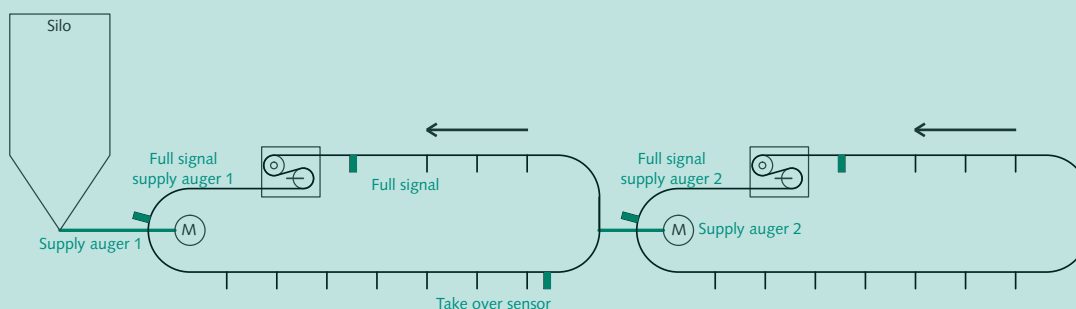 Silo
Full signal
supply auger 1
Full signal
Full signal
supply auger 2
M
Supply auger 1
M
Supply auger 2
Take over sensor